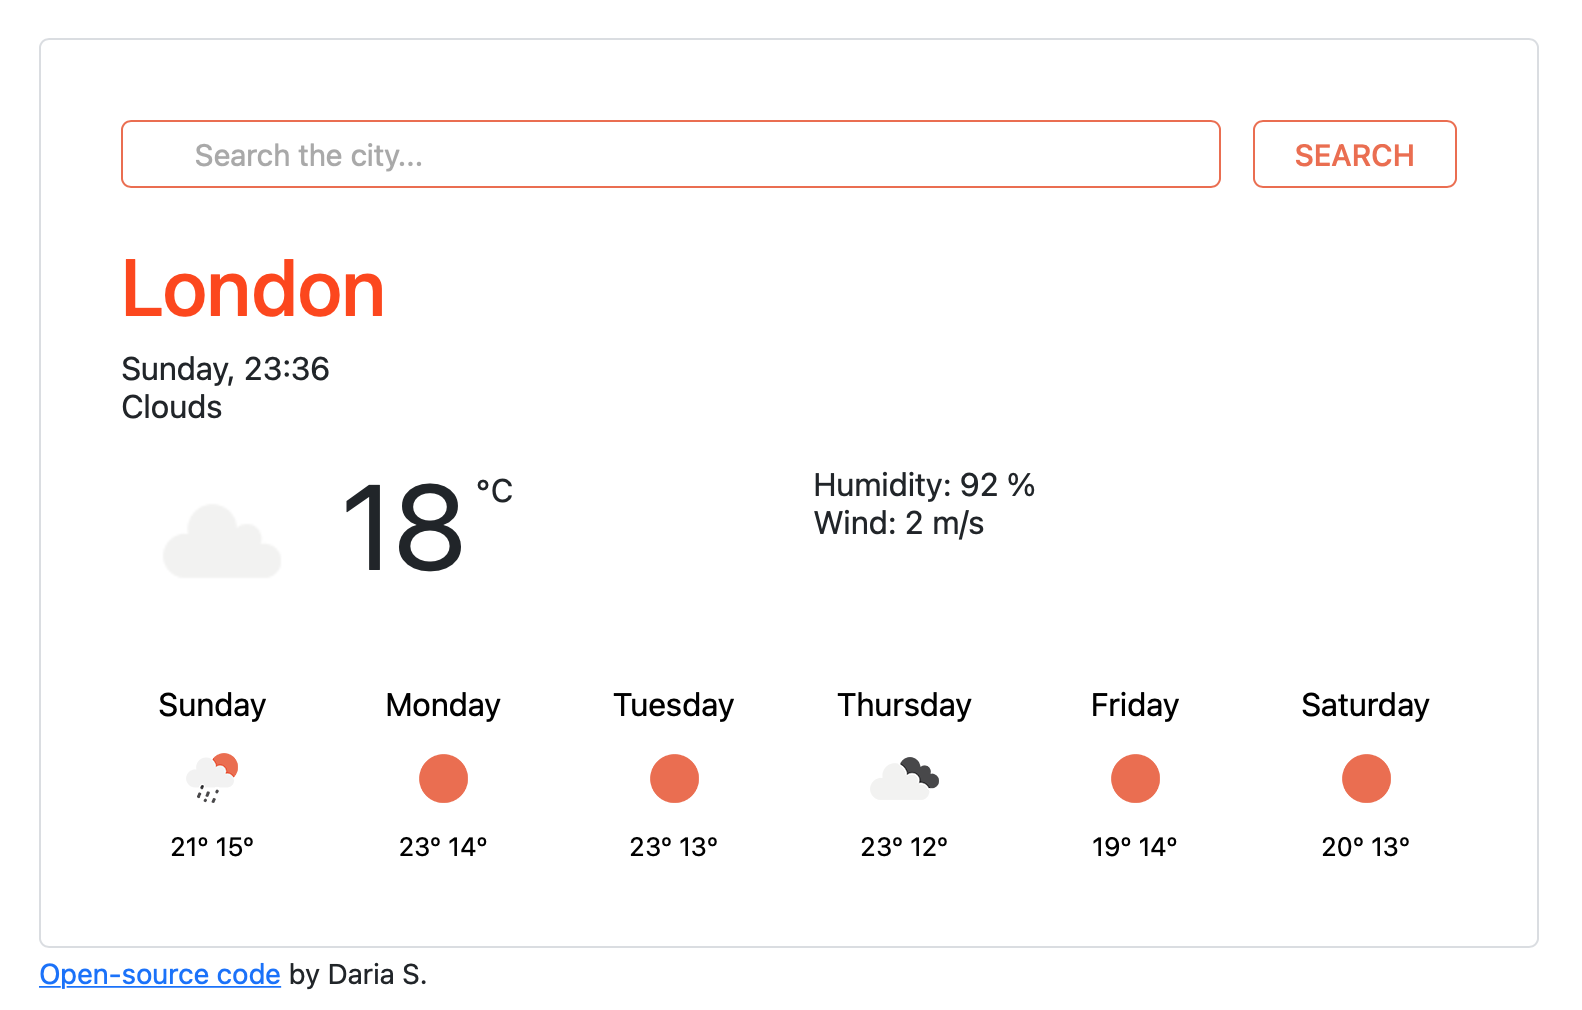 Search the city...
SEARCH
London
Sunday, 23:36
Clouds
18 °C
Humidity: 92 %
Wind: 2 m/s
Sunday Monday Tuesday Thursday Friday Saturday
21° 15° 23° 14° 23° 13° 23° 12° 19° 14° 20° 13°
Open-source code by Daria S.